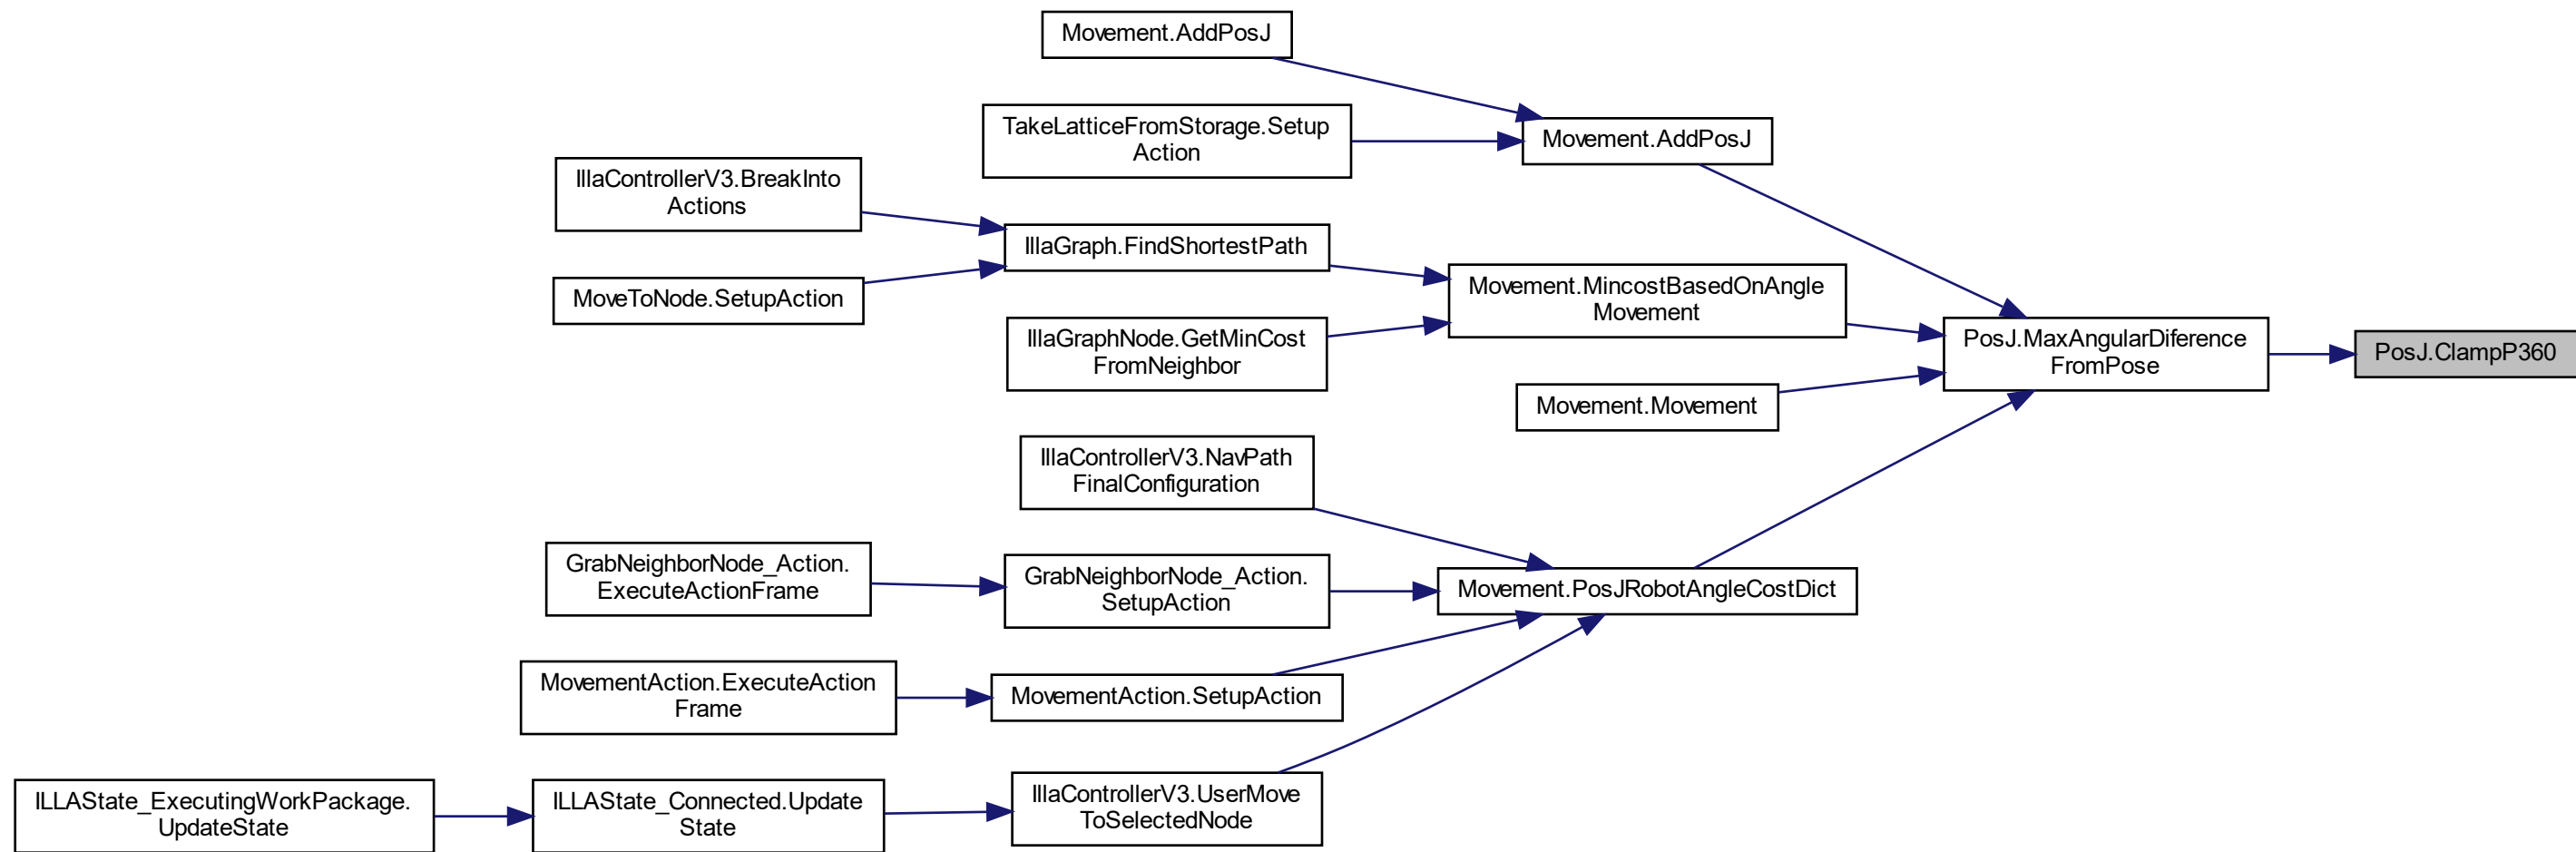 Movement.AddPosJ
TakeLatticeFromStorage.Setup
Action
Movement.AddPosJ
IllaControllerV3.BreakInto
Actions
IllaGraph.FindShortestPath
MoveToNode.SetupAction
Movement.MincostBasedOnAngle
Movement
IllaGraphNode.GetMinCost
FromNeighbor
PosJ.MaxAngularDiference
FromPose
PosJ.ClampP360
Movement.Movement
IllaControllerV3.NavPath
FinalConfiguration
GrabNeighborNode_Action.
ExecuteActionFrame
GrabNeighborNode_Action.
SetupAction
Movement.PosJRobotAngleCostDict
MovementAction.ExecuteAction
Frame
MovementAction.SetupAction
ILLAState_ExecutingWorkPackage.
UpdateState
ILLAState_Connected.Update
State
IllaControllerV3.UserMove
ToSelectedNode